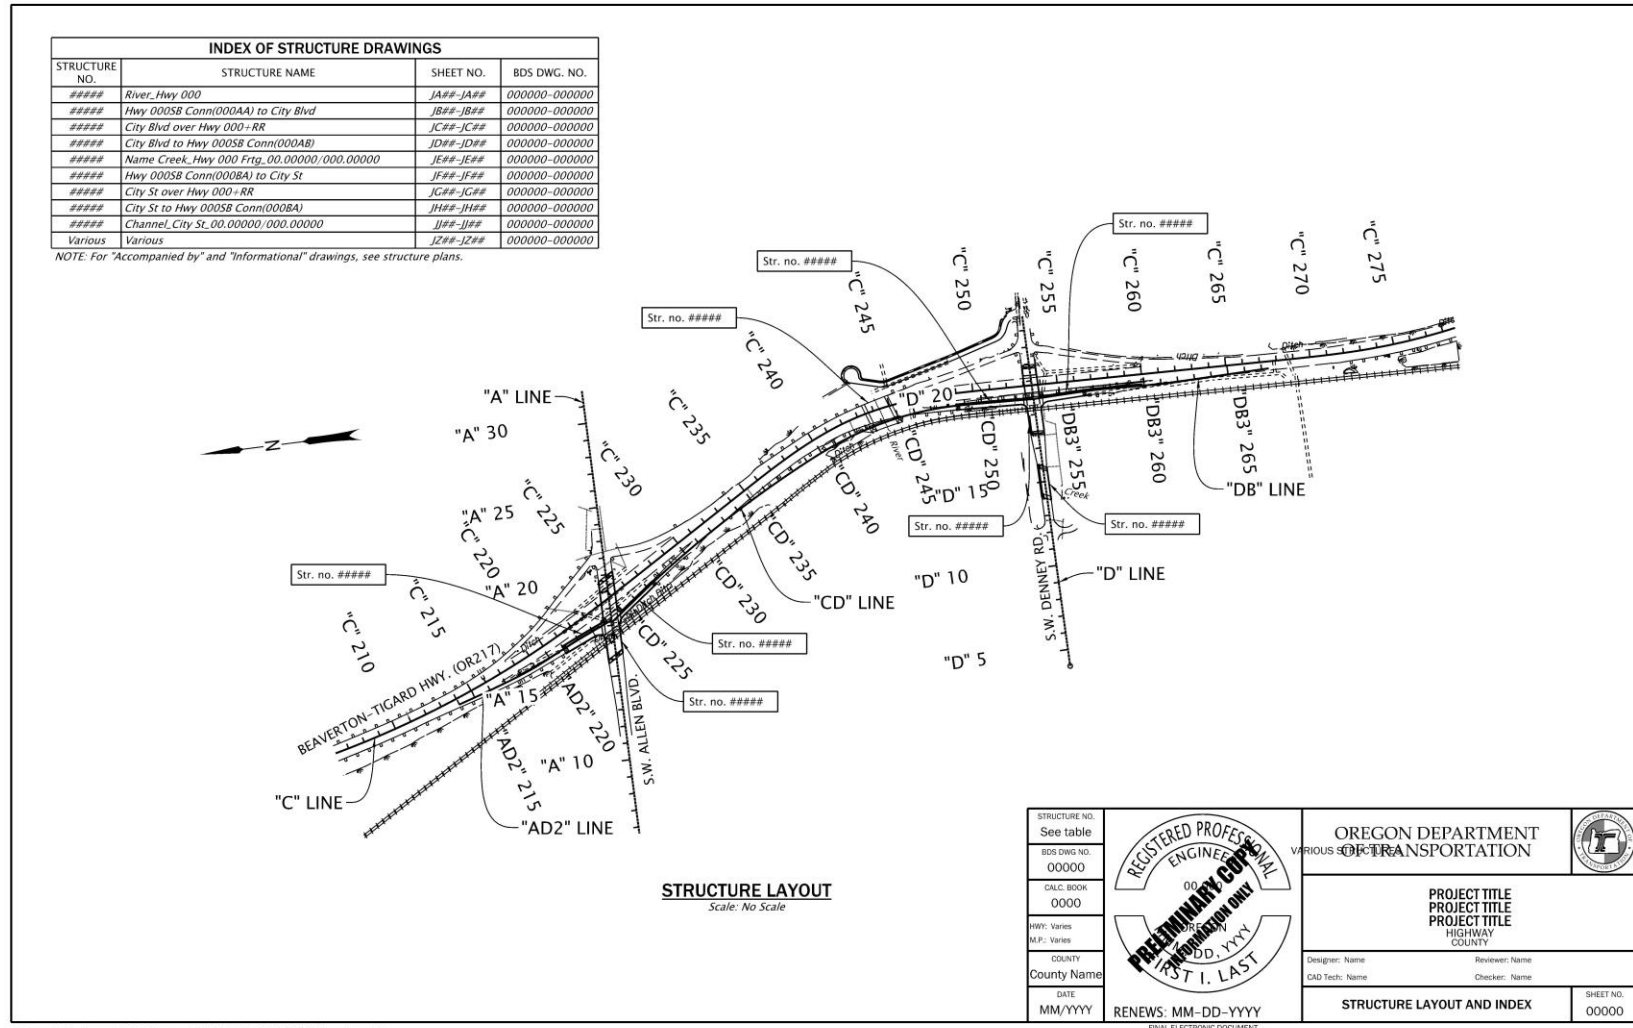 INDEX OF STRUCTURE DRAWINGS
STRUCTURE NO. STRUCTURE NAME SHEET NO. BDS DWG. NO.
##### River_Hwy 000 JA##-JA## 000000-000000
##### Hwy 000SB Conn(000AA) to City Blvd JB##-JB## 000000-000000
##### City Blvd over Hwy 000+RR JC##-JC## 000000-000000
##### City Blvd to Hwy 000SB Conn(000AB) JD##-JD## 000000-000000
##### Name Creek_Hwy 000 Frtg_00.00000/000.00000 JE##-JE## 000000-000000
##### Hwy 000SB Conn(000BA) to City St JF##-JF## 000000-000000
##### City St over Hwy 000+RR JG##-JG## 000000-000000
##### City St to Hwy 000SB Conn(000BA) JH##-JH## 000000-000000
##### Channel_City St_00.00000/000.00000 JJ##-JJ## 000000-000000
Various Various JZ##-JZ## 000000-000000
NOTE: For "Accompanied by" and "Informational" drawings, see structure plans.
Str. no. #####
Str. no. #####
Str. no. #####
"C" 210
"C" 215
"C" 220
"C" 225
"C" 230
"C" 235
"C" 240
"C" 245
"C" 250
"C" 255
"C" 260
"C" 265
"C" 270
"C" 275
"A" LINE
"A" 30
"A" 25
"A" 20
"A" 15
"A" 10
N
"D" 20
"D" 15
"D" 10
"D" 5
Ditch
Ditch
Ditch
Ditch
River
Creek
"CD" 225
"CD" 230
"CD" 235
"CD" 240
"CD" 245
"CD" 250
"DB3" 255
"DB3" 260
"DB3" 265
"DB" LINE
Str. no. #####
Str. no. #####
Str. no. #####
Str. no. #####
Str. no. #####
"D" LINE
"CD" LINE
S.W. DENNEY RD.
S.W. ALLEN BLVD.
BEAVERTON-TIGARD HWY. (OR217)
"AD2" 215
"AD2" 220
"C" LINE
"AD2" LINE
STRUCTURE LAYOUT
Scale: No Scale
STRUCTURE NO.
See table
BDS DWG NO.
00000
CALC. BOOK
0000
HWY: Varies
M.P.: Varies
COUNTY
County Name
DATE
MM/YYYY
REGISTERED PROFESSIONAL
ENGINEER
OREGON
PRELIMINARY COPY
INFORMATION ONLY
FIRST I. LAST
RENEWS: MM-DD-YYYY
FINAL ELECTRONIC DOCUMENT
OREGON DEPARTMENT
OF TRANSPORTATION
OREGON DEPARTMENT OF TRANSPORTATION
PROJECT TITLE
PROJECT TITLE
PROJECT TITLE
HIGHWAY
COUNTY
Designer: Name Reviewer: Name
CAD Tech: Name Checker: Name
STRUCTURE LAYOUT AND INDEX
SHEET NO.
00000